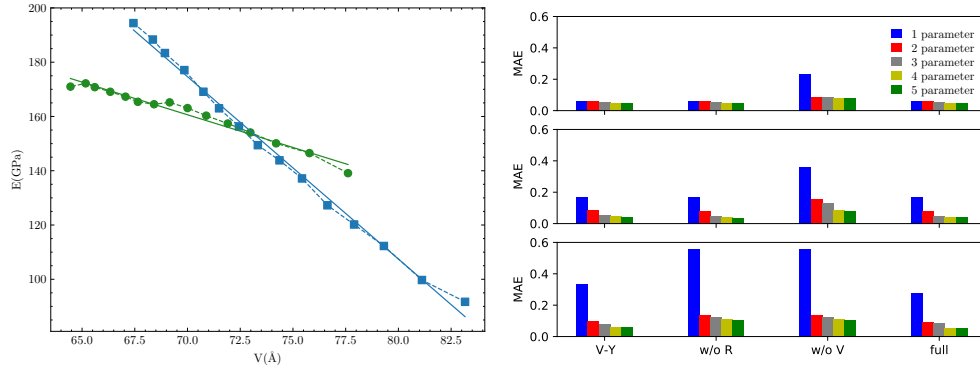 200
180
160
140
120
100
E(GPa)
65.0 67.5 70.0 72.5 75.0 77.5 80.0 82.5
V(Å)
0.6
0.4
0.2
0.0
MAE
1 parameter
2 parameter
3 parameter
4 parameter
5 parameter
0.6
0.4
0.2
0.0
MAE
0.6
0.4
0.2
0.0
MAE
V-Y w/o R w/o V full